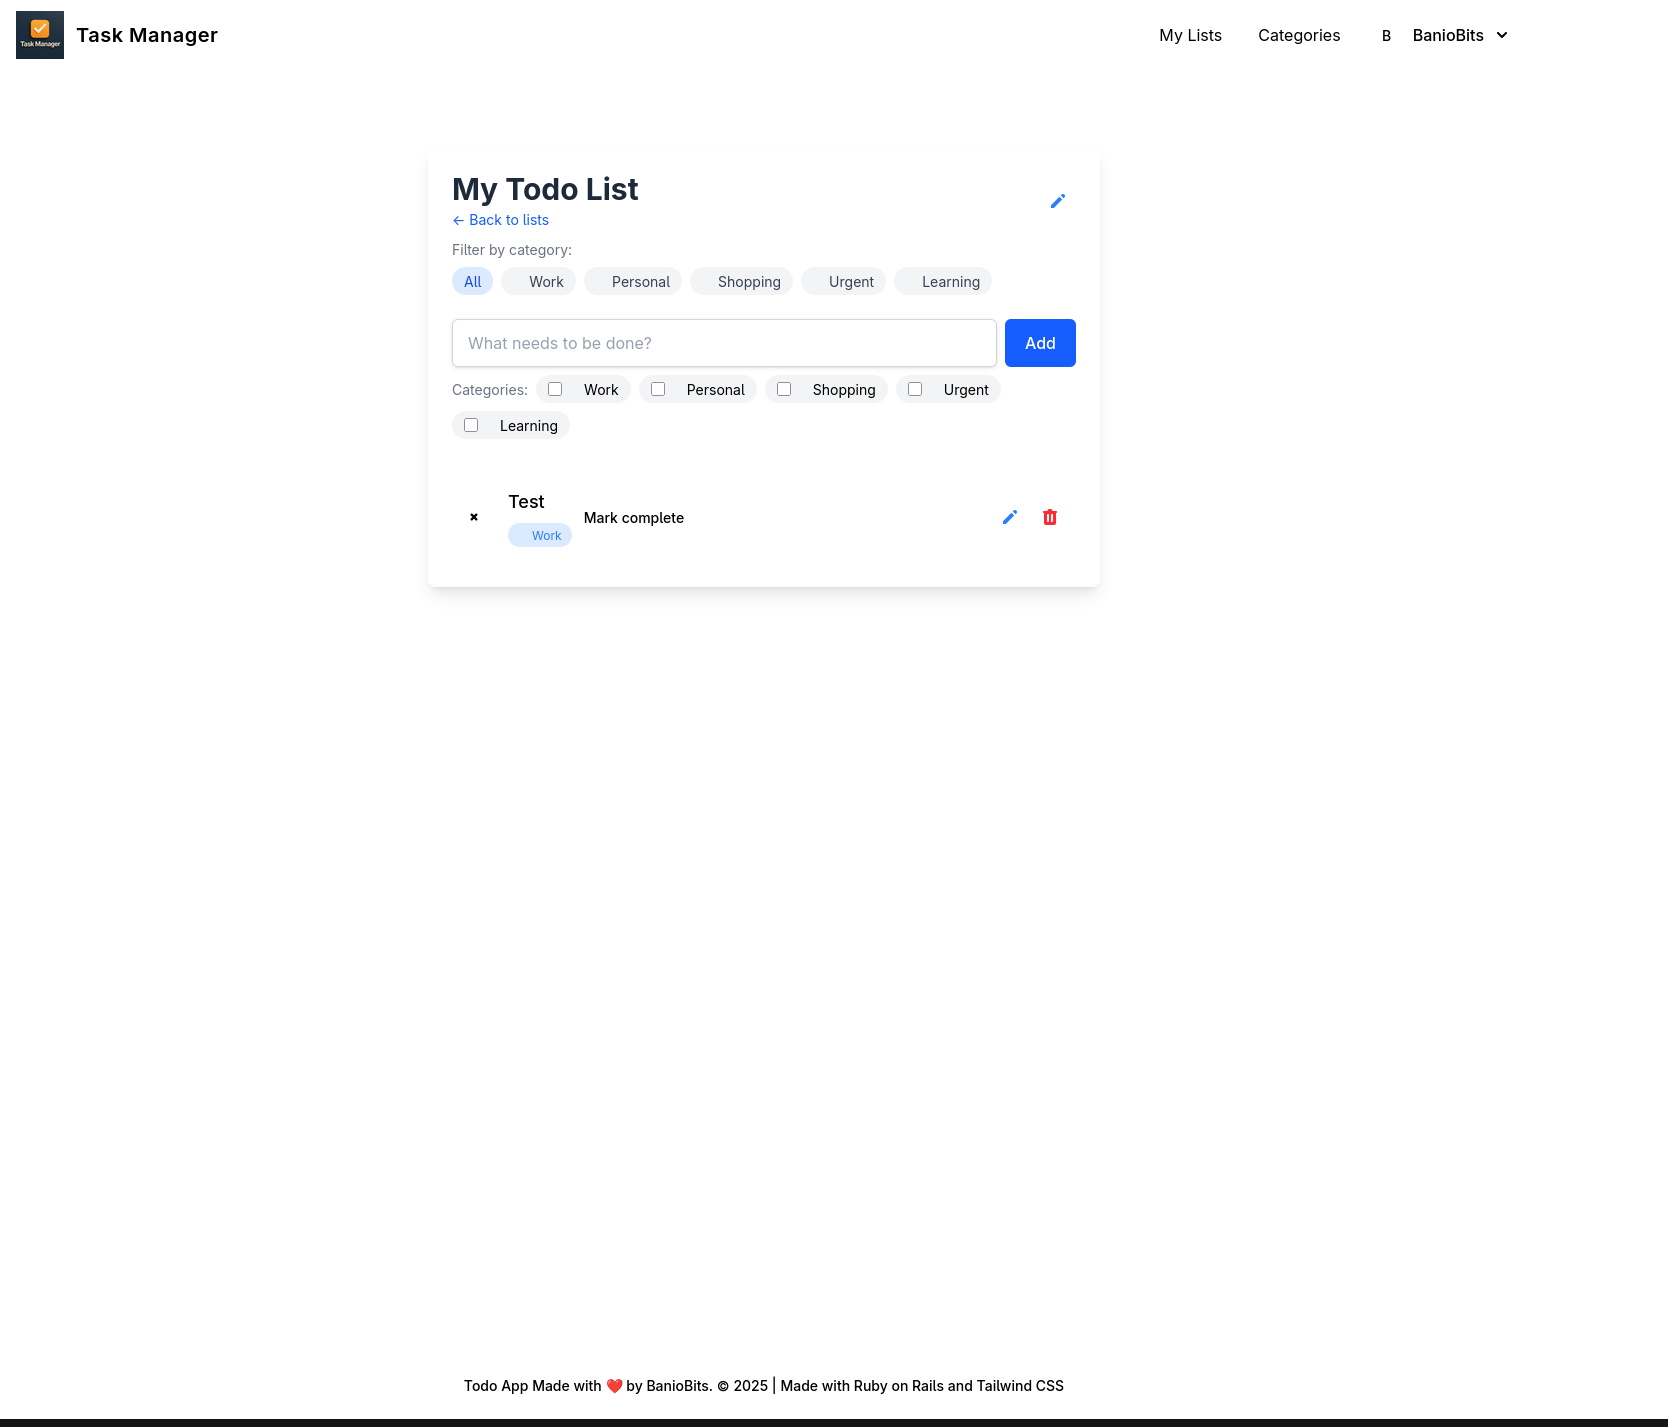 Task Manager
Task Manager
My Lists
Categories
B
BanioBits
My Todo List
← Back to lists
Filter by category:
All
Work
Personal
Shopping
Urgent
Learning
What needs to be done?
Add
Categories:
Work
Personal
Shopping
Urgent
Learning
Test
Work
Mark complete
Todo App Made with ❤️ by BanioBits. © 2025 | Made with Ruby on Rails and Tailwind CSS